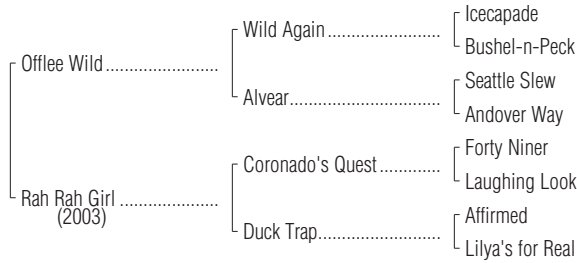 Icecapade
Wild Again
Bushel-n-Peck
Offlee Wild
Seattle Slew
Alvear
Andover Way
Forty Niner
Coronado's Quest
Laughing Look
Rah Rah Girl
(2003)
Affirmed
Duck Trap
Lilya's for Real